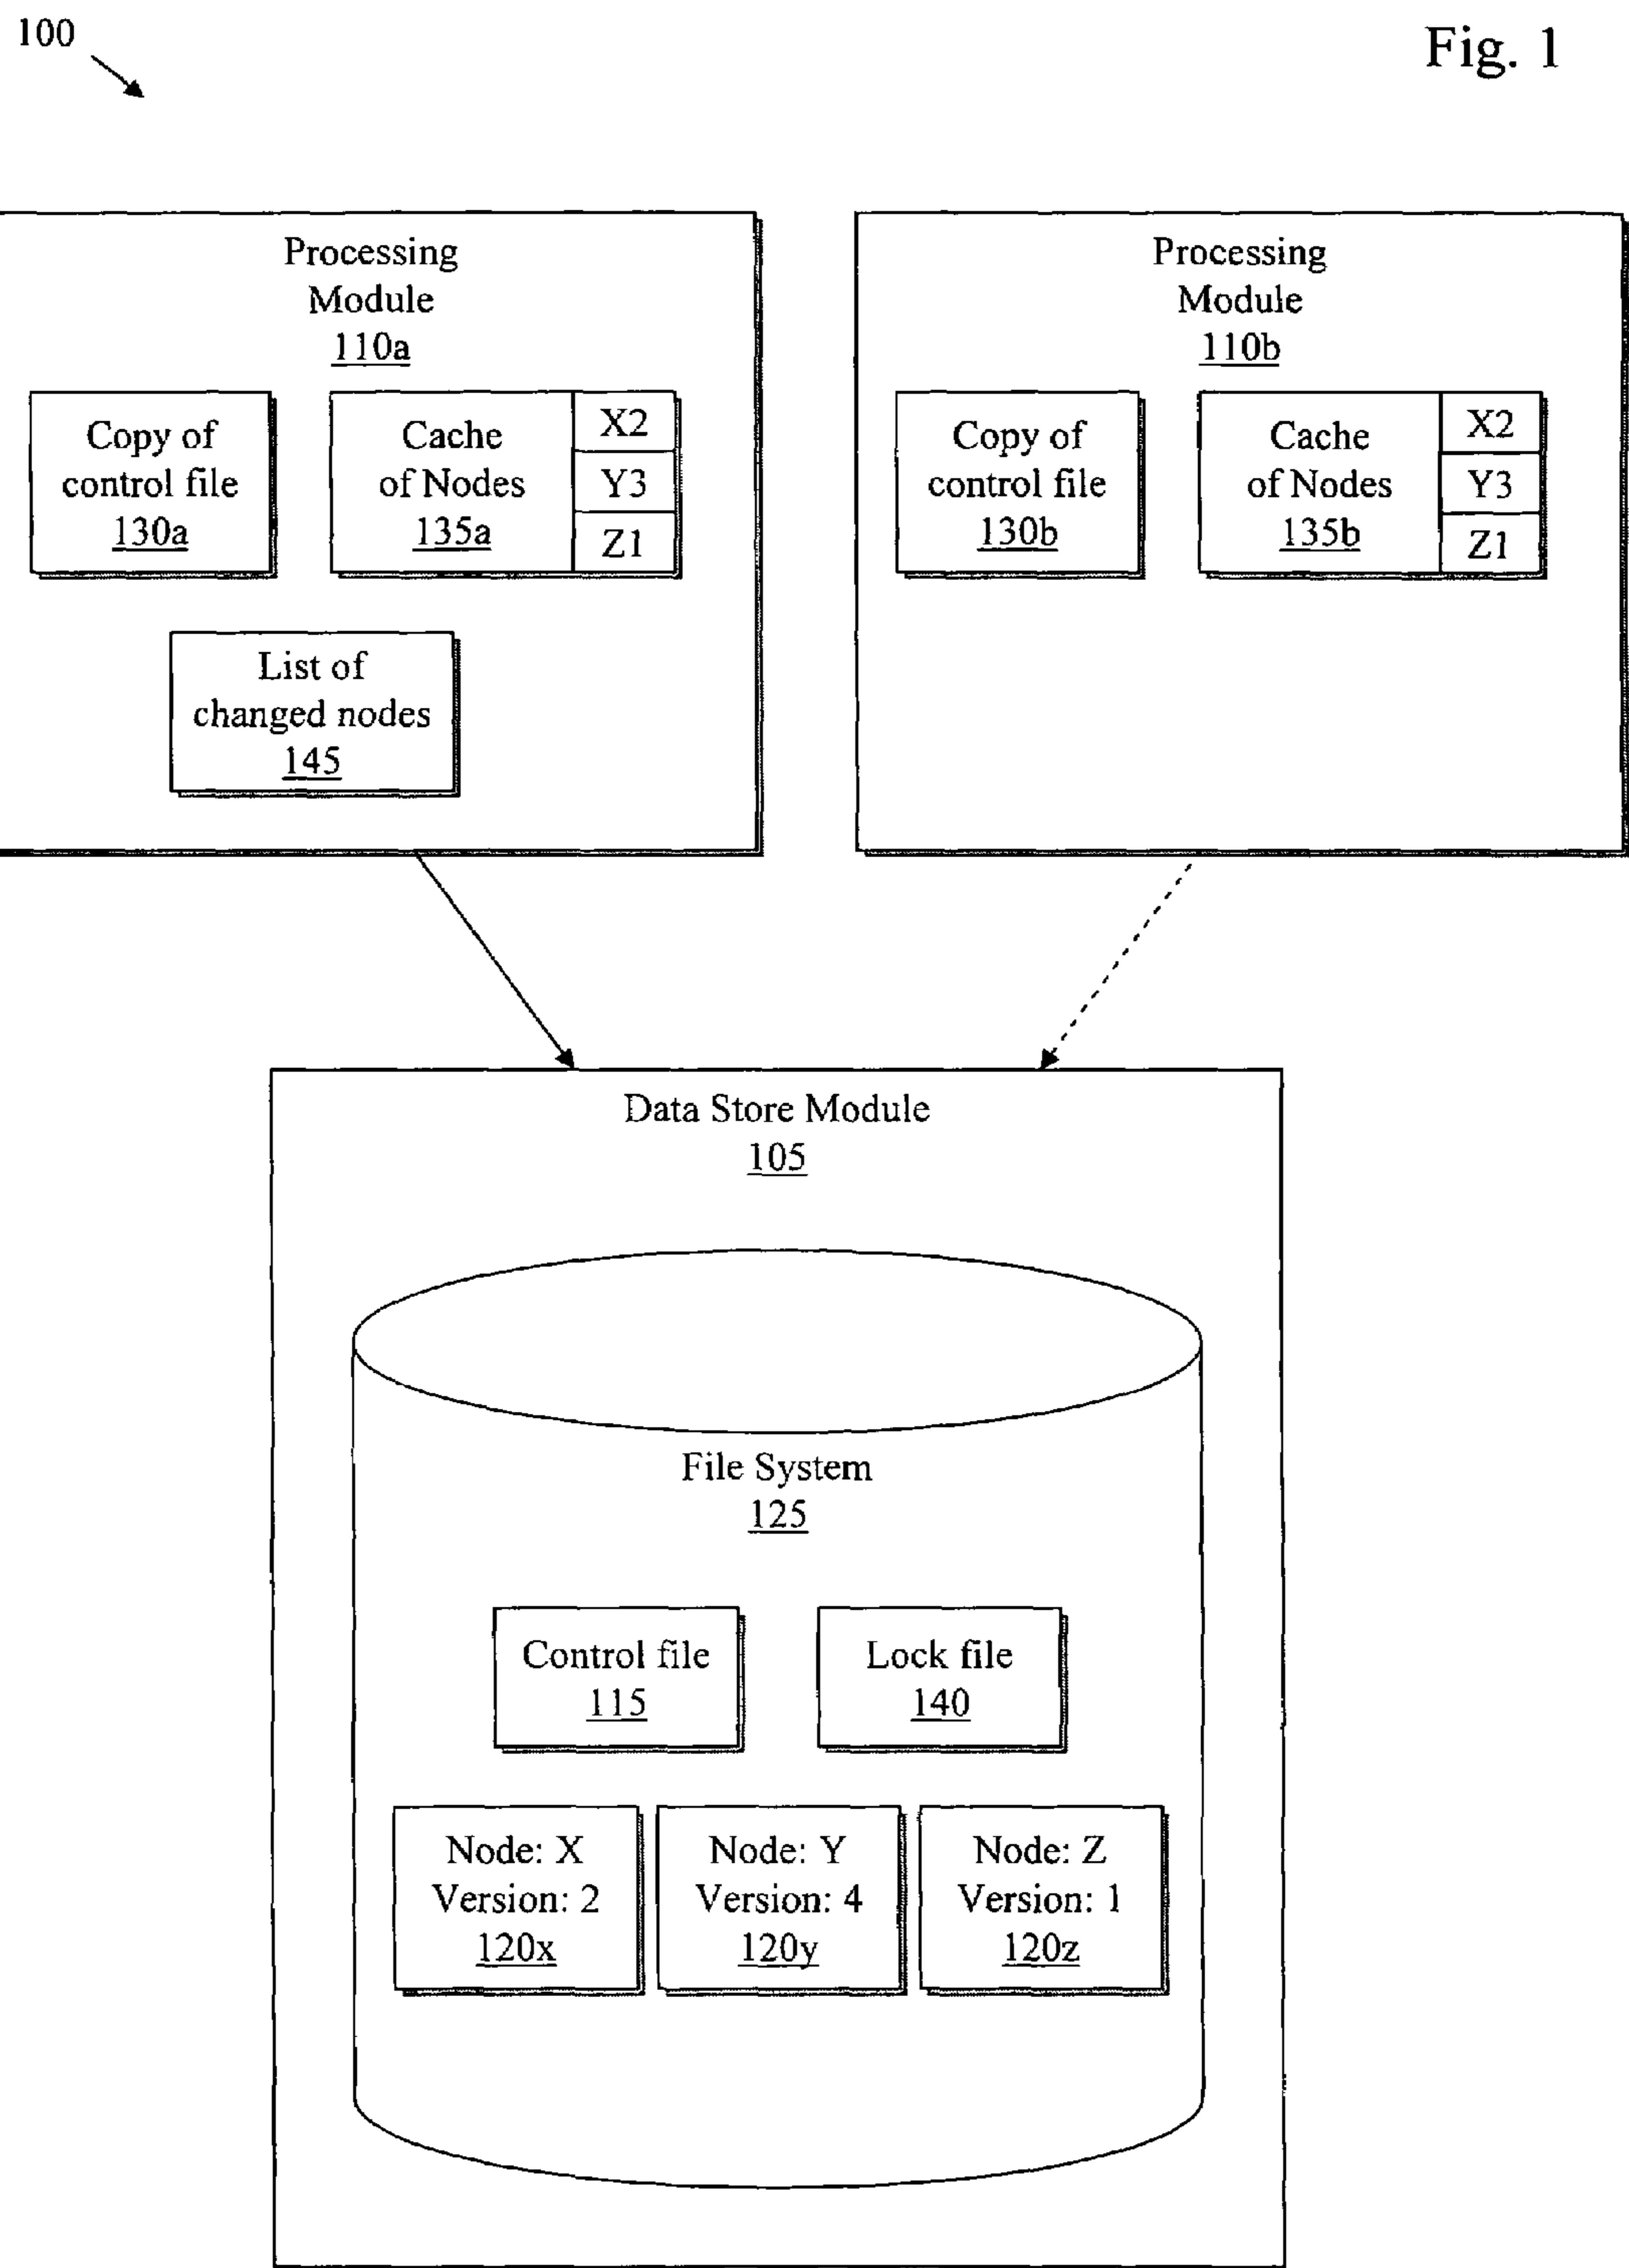 100
Fig. 1
Processing
Module
110a
Copy of
control file
130a
Cache
of Nodes
135a
X2
Y3
Z1
List of
changed nodes
145
Processing
Module
110b
Copy of
control file
130b
Cache
of Nodes
135b
X2
Y3
Z1
Data Store Module
105
File System
125
Control file
115
Lock file
140
Node: X
Version: 2
120x
Node: Y
Version: 4
120y
Node: Z
Version: 1
120z